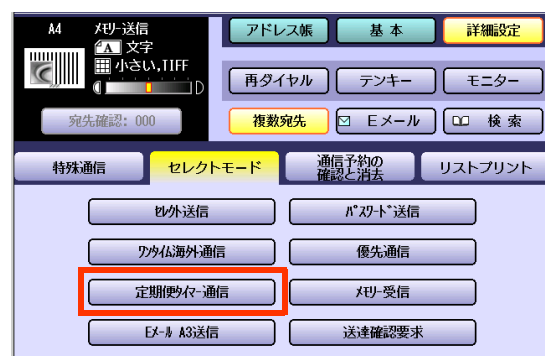 A4 ﾒﾓﾘｰ送信
A 文字
小さい,TIFF
D
宛先確認: 000
アドレス帳 基本 詳細設定
再ダイヤル テンキー モニター
複数宛先 Eメール 検索
特殊通信 セレクトモード 通信予約の
確認と消去 リストプリント
ｾﾚｸﾄ送信 ﾊﾟｽﾜｰﾄﾞ送信
ﾜﾝﾀｲﾑ海外通信 優先通信
定期便ﾀｲﾏｰ通信 ﾒﾓﾘｰ受信
Eﾒｰﾙ A3送信 送達確認要求